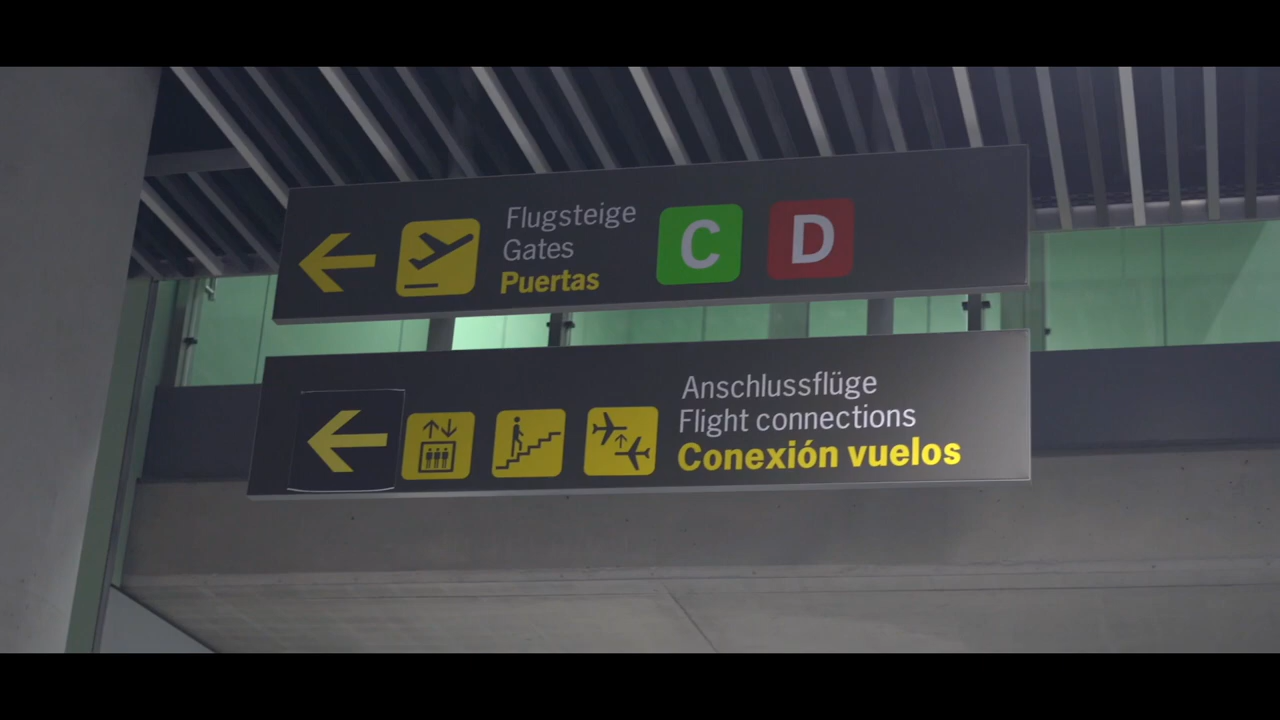 Flugsteige
Gates
Puertas
C D
Anschlussflüge
Flight connections
Conexión vuelos